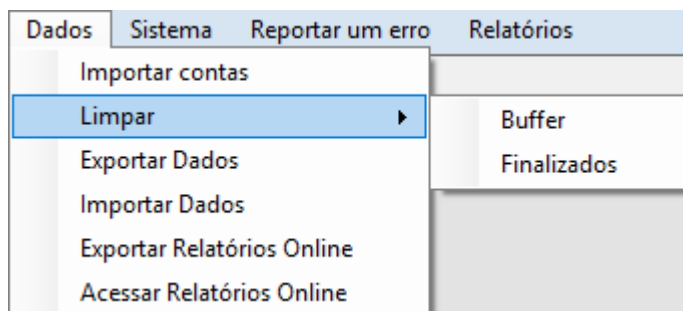 Dados Sistema Reportar um erro Relatórios
Importar contas
Limpar
Buffer
Exportar Dados
Finalizados
Importar Dados
Exportar Relatórios Online
Acessar Relatórios Online